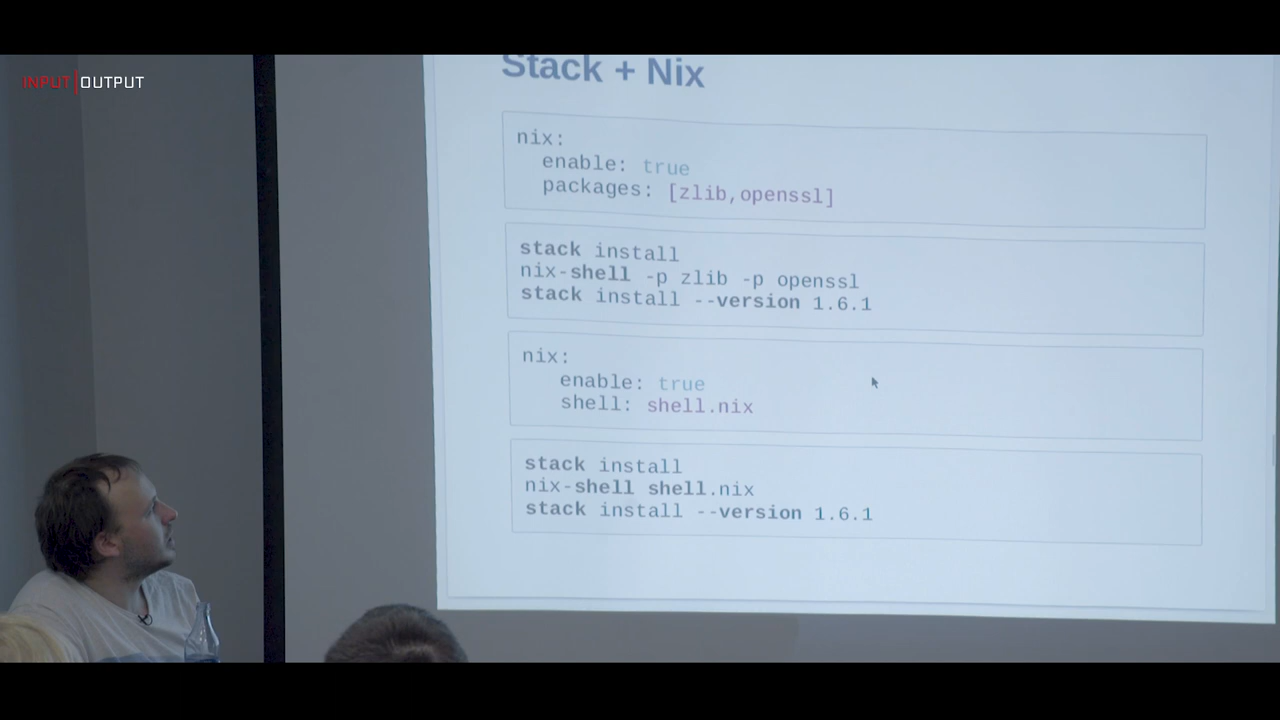 INPUT|OUTPUT
Stack + Nix
nix:
enable: true
packages: [zlib,openssl]
stack install
nix-shell -p zlib -p openssl
stack install --version 1.6.1
nix:
enable: true
shell: shell.nix
stack install
nix-shell shell.nix
stack install --version 1.6.1